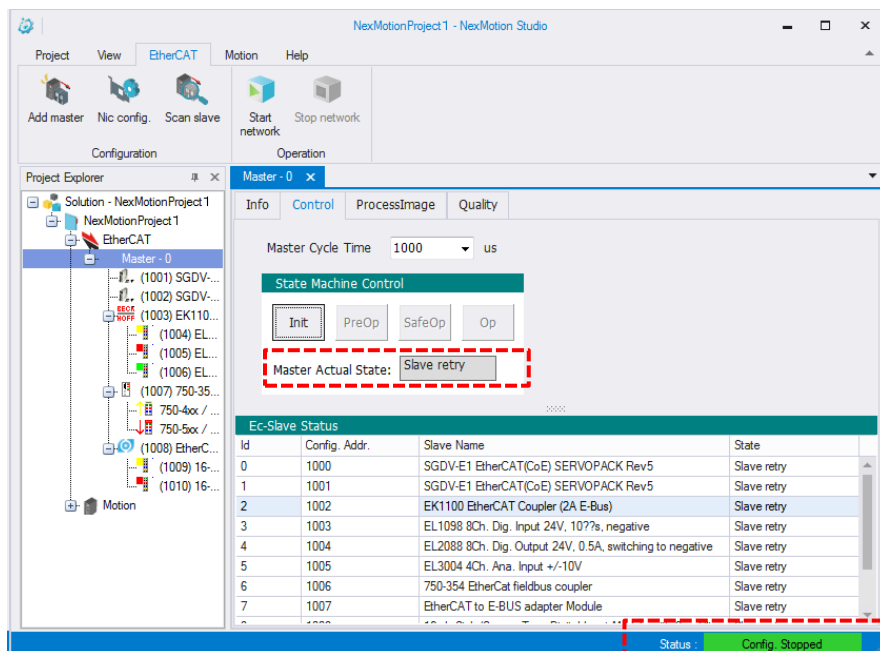 NexMotionProject1 - NexMotion Studio
Project View EtherCAT Motion Help
Add master Nic config. Scan slave Start network Stop network
Configuration Operation
Project Explorer
Solution - NexMotionProject1
NexMotionProject1
EtherCAT
Master - 0
(1001) SGDV-...
(1002) SGDV-...
BECK
HOFF
(1003) EK110...
(1004) EL...
(1005) EL...
(1006) EL...
(1007) 750-35...
750-4xx / ...
750-5xx / ...
(1008) EtherC...
(1009) 16-...
(1010) 16-...
Motion
Master - 0
Info Control ProcessImage Quality
Master Cycle Time 1000 us
State Machine Control
Init PreOp SafeOp Op
Master Actual State: Slave retry
Ec-Slave Status
Id Config. Addr. Slave Name State
0 1000 SGDV-E1 EtherCAT(CoE) SERVOPACK Rev5 Slave retry
1 1001 SGDV-E1 EtherCAT(CoE) SERVOPACK Rev5 Slave retry
2 1002 EK1100 EtherCAT Coupler (2A E-Bus) Slave retry
3 1003 EL1098 8Ch. Dig. Input 24V, 10??s, negative Slave retry
4 1004 EL2088 8Ch. Dig. Output 24V, 0.5A, switching to negative Slave retry
5 1005 EL3004 4Ch. Ana. Input +/-10V Slave retry
6 1006 750-354 EtherCat fieldbus coupler Slave retry
7 1007 EtherCAT to E-BUS adapter Module Slave retry
Status : Config. Stopped